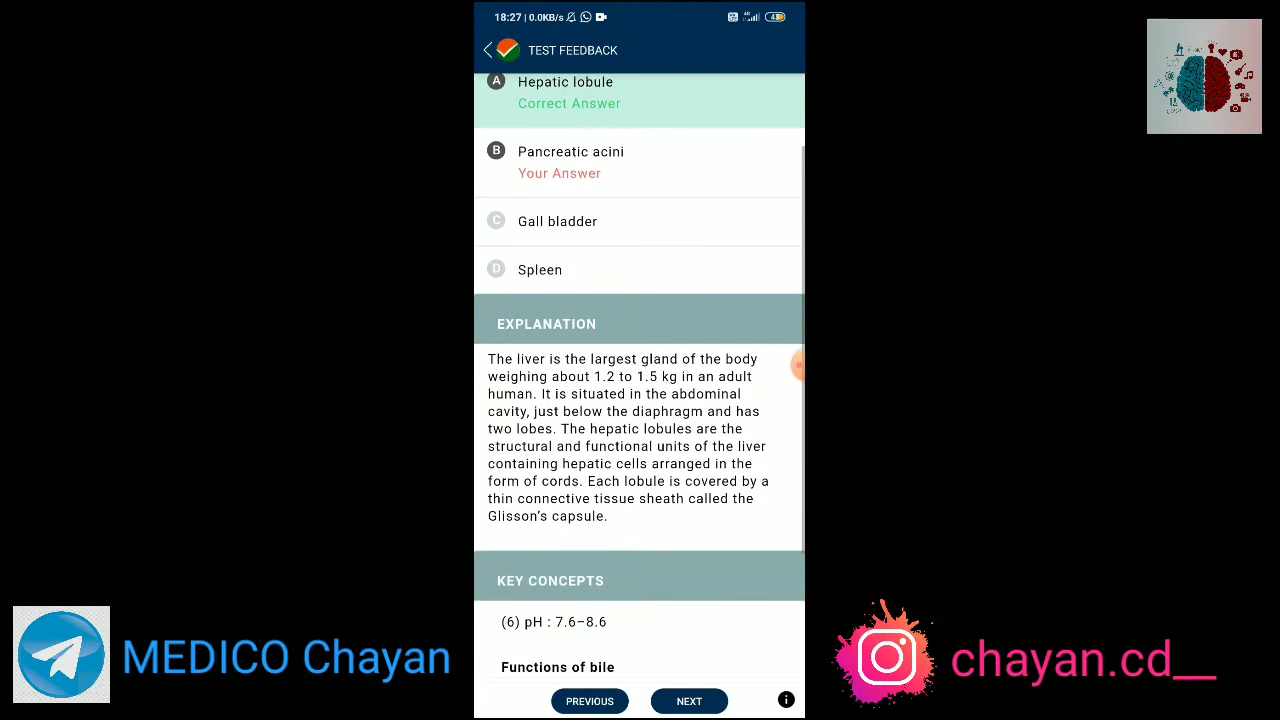 18:27 | 0.0KB/s
TEST FEEDBACK
A Hepatic lobule
Correct Answer
B Pancreatic acini
Your Answer
C Gall bladder
D Spleen
EXPLANATION
The liver is the largest gland of the body
weighing about 1.2 to 1.5 kg in an adult
human. It is situated in the abdominal
cavity, just below the diaphragm and has
two lobes. The hepatic lobules are the
structural and functional units of the liver
containing hepatic cells arranged in the
form of cords. Each lobule is covered by a
thin connective tissue sheath called the
Glisson’s capsule.
KEY CONCEPTS
(6) pH : 7.6–8.6
Functions of bile
PREVIOUS NEXT
MEDICO Chayan
chayan.cd__